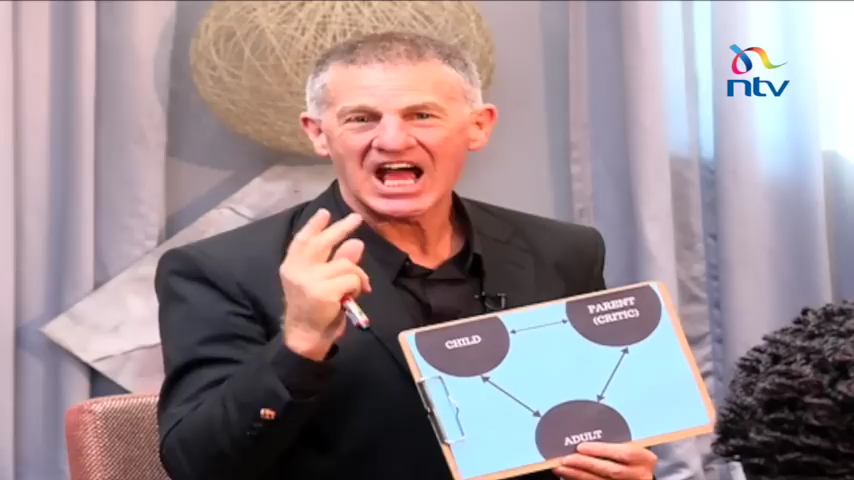 ntv
CHILD
PARENT
(CRITIC)
ADULT